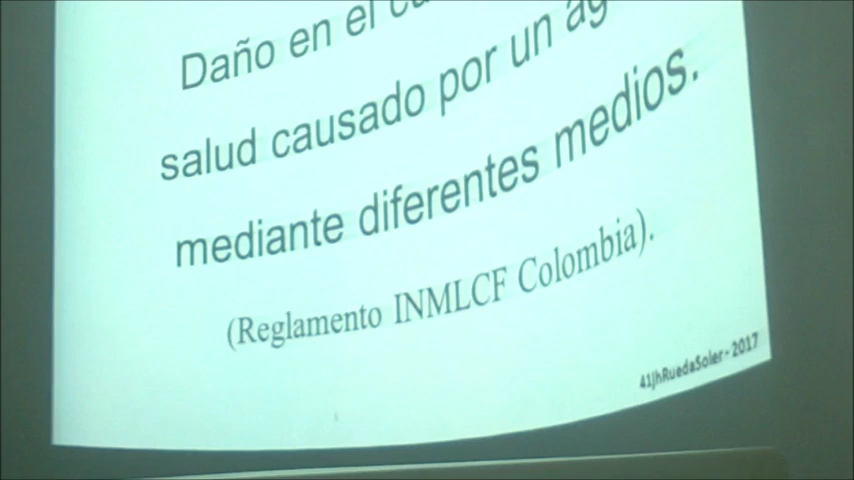 Daño en el
salud causado por un
mediante diferentes medios.
(Reglamento INMLCF Colombia).
41JhRuedaSoler - 2017